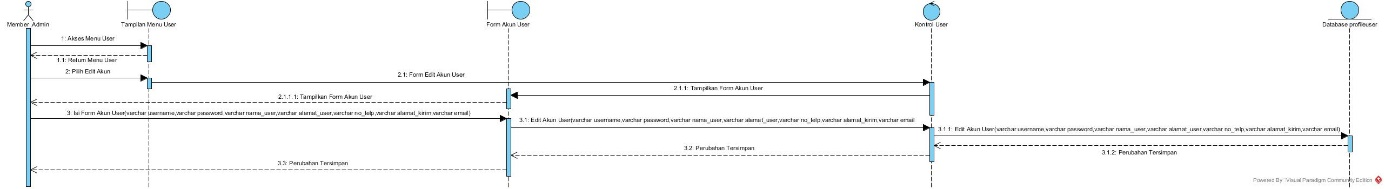 Member_Admin
Tampilan Menu User
Form Akun User
Kontrol User
Database profileuser
1: Akses Menu User
1.1: Return Menu User
2: Pilih Edit Akun
2.1: Form Edit Akun User
2.1.1: Tampilkan Form Akun User
2.1.1.1: Tampilkan Form Akun User
3: Isi Form Akun User(varchar username,varchar password,varchar nama_user,varchar alamat_user,varchar no_telp,varchar alamat_kirim,varchar email)
3.1: Edit Akun User(varchar username,varchar password,varchar nama_user,varchar alamat_user,varchar no_telp,varchar alamat_kirim,varchar email
3.1.1: Edit Akun User(varchar username,varchar password,varchar nama_user,varchar alamat_user,varchar no_telp,varchar alamat_kirim,varchar email)
3.1.2: Perubahan Tersimpan
3.2: Perubahan Tersimpan
3.3: Perubahan Tersimpan
Powered By Visual Paradigm Community Edition